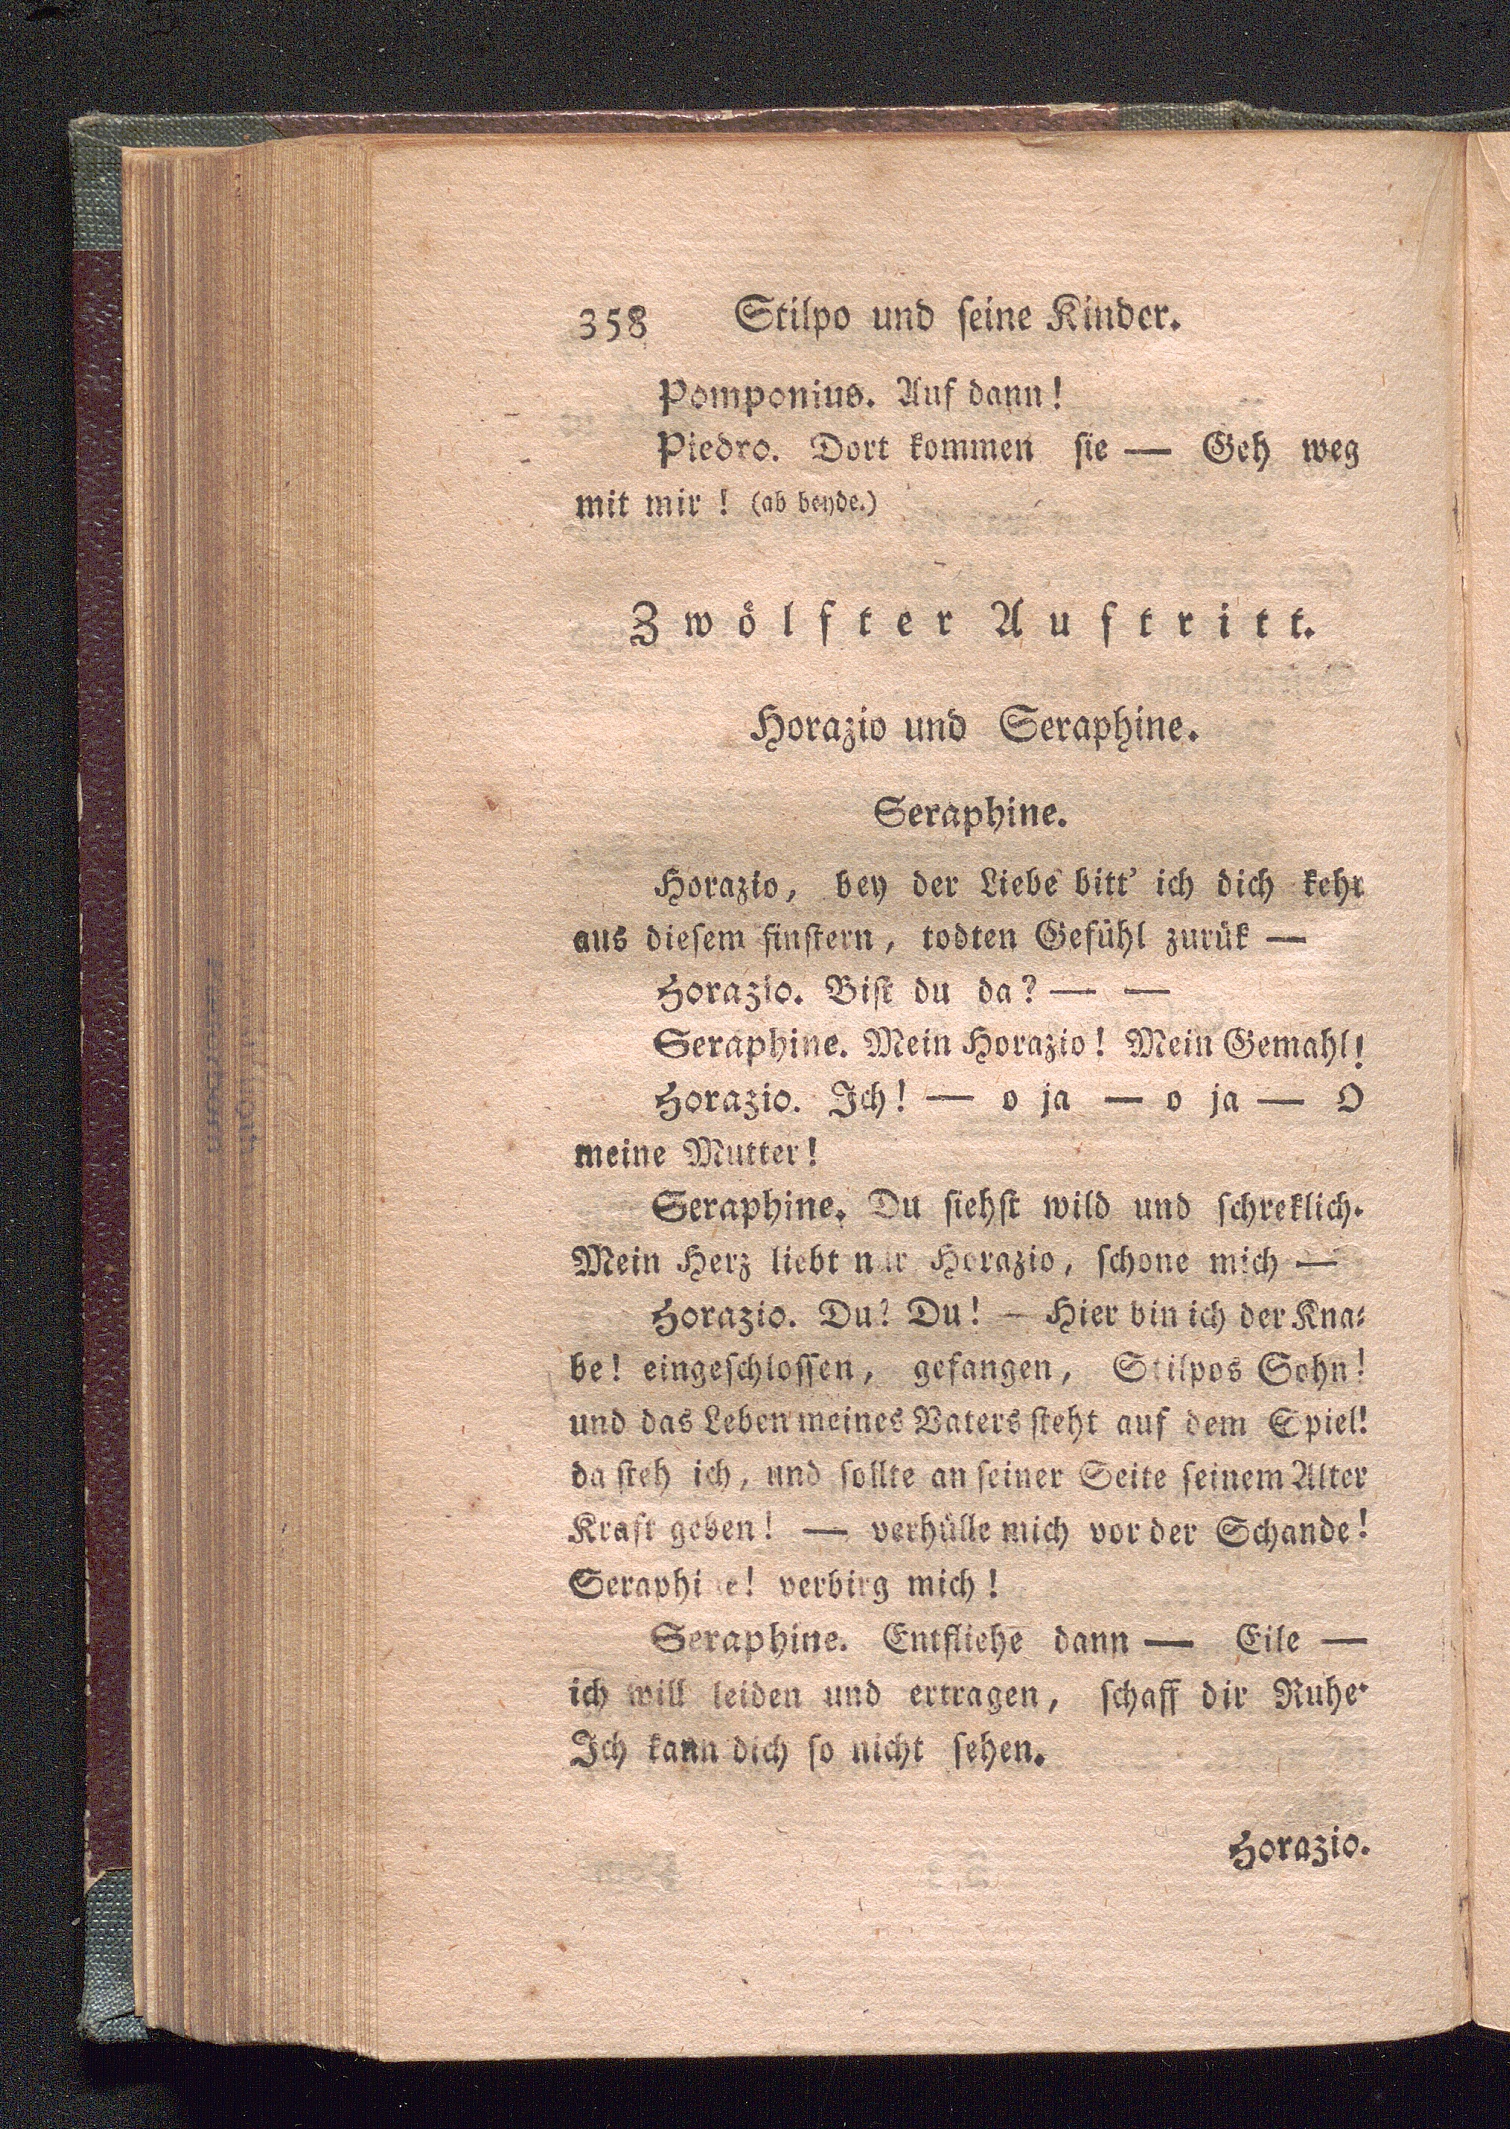 358 Stilpo und ſeine Kinder.
Pomponius. Auf dann!
Piedro. Dort kommen ſie — Geh weg
mit mir! (ab beyde.)
Zwölfter Auftritt.
Horazio und Seraphine.
Seraphine.
Horazio, bey der Liebe bitt' ich dich kehr
aus dieſem finſtern, todten Gefühl zurük —
Horazio. Biſt du da? — —
Seraphine. Mein Horazio! Mein Gemahl!
Horazio. Ich! — o ja — o ja — O
meine Mutter!
Seraphine. Du ſiehſt wild und ſchreklich.
Mein Herz liebt nur Horazio, ſchone mich —
Horazio. Du? Du! — Hier bin ich der Kna⸗
be! eingeſchloſſen, gefangen, Stilpos Sohn!
und das Leben meines Vaters ſteht auf dem Spiel!
da ſteh ich, und ſollte an ſeiner Seite ſeinem Alter
Kraft geben! — verhülle mich vor der Schande!
Seraphine! verbirg mich!
Seraphine. Entfliehe dann — Eile —
ich will leiden und ertragen, ſchaff dir Ruhe.
Ich kann dich ſo nicht ſehen.
Horazio.